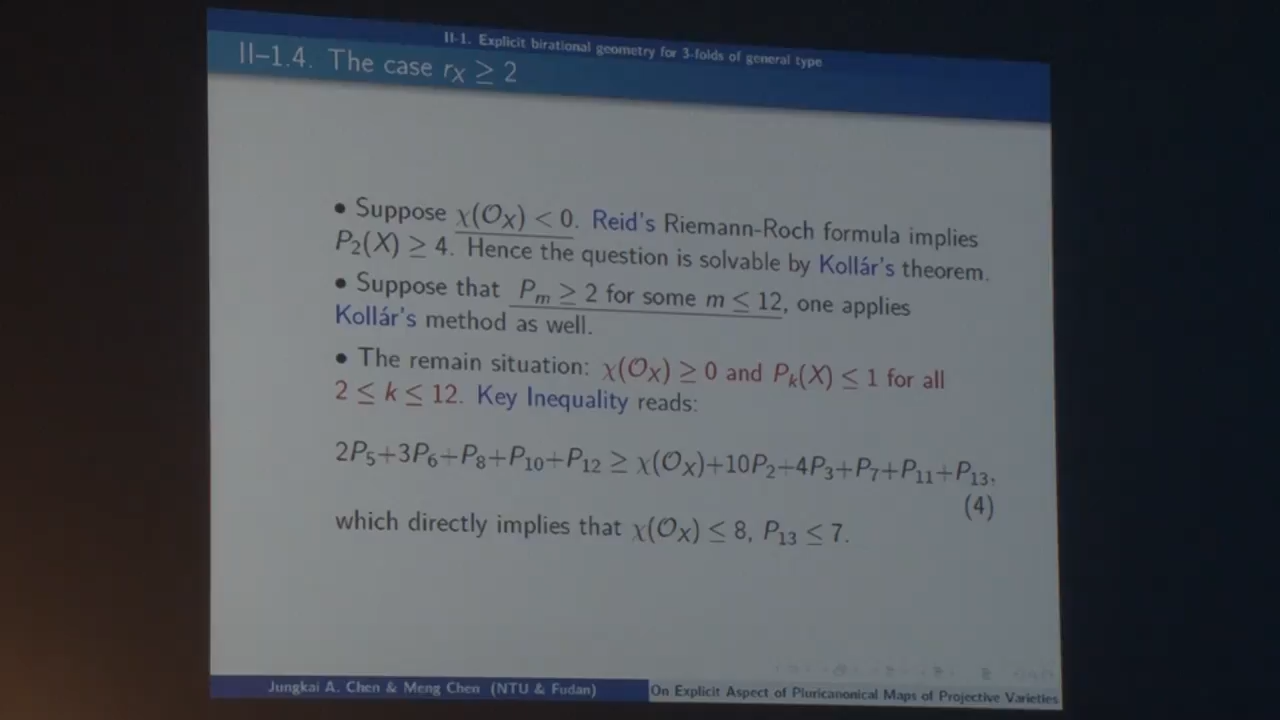 II-1. Explicit birational geometry for 3-folds of general type
II–1.4. The case r_X ≥ 2
• Suppose χ(𝒪_X) < 0. Reid's Riemann-Roch formula implies
P_2(X) ≥ 4. Hence the question is solvable by Kollár's theorem.
• Suppose that P_m ≥ 2 for some m ≤ 12, one applies
Kollár's method as well.
• The remain situation: χ(𝒪_X) ≥ 0 and P_k(X) ≤ 1 for all
2 ≤ k ≤ 12. Key Inequality reads:
2P_5+3P_6+P_8+P_10+P_12 ≥ χ(𝒪_X)+10P_2+4P_3+P_7+P_11+P_13,
(4)
which directly implies that χ(𝒪_X) ≤ 8, P_13 ≤ 7.
Jungkai A. Chen & Meng Chen (NTU & Fudan)
On Explicit Aspect of Pluricanonical Maps of Projective Varieties